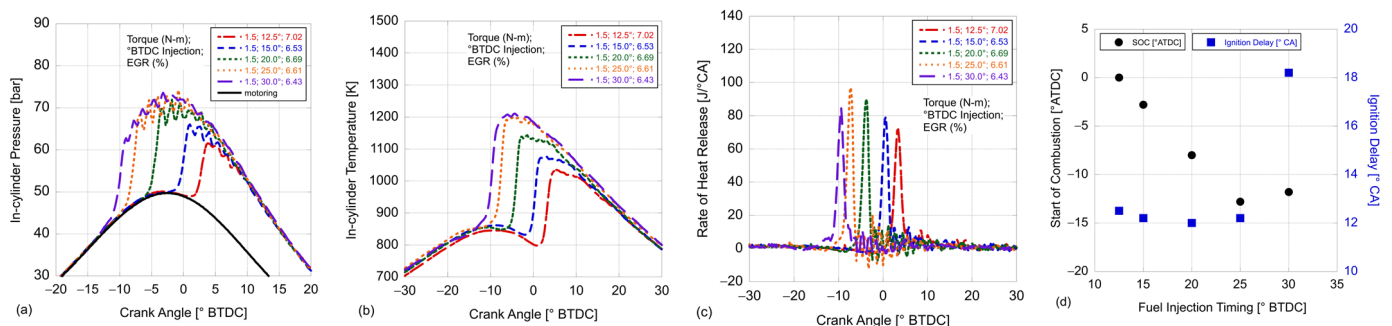 In-cylinder Pressure [bar]
90
80
70
60
50
40
30
Torque (N-m);
°BTDC Injection;
EGR (%)
1.5; 12.5°; 7.02
1.5; 15.0°; 6.53
1.5; 20.0°; 6.69
1.5; 25.0°; 6.61
1.5; 30.0°; 6.43
motoring
−20 −15 −10 −5 0 5 10 15 20
Crank Angle [° BTDC]
(a)
In-cylinder Temperature [K]
1500
1400
1300
1200
1100
1000
900
800
700
Torque (N-m);
°BTDC Injection;
EGR (%)
1.5; 12.5°; 7.02
1.5; 15.0°; 6.53
1.5; 20.0°; 6.69
1.5; 25.0°; 6.61
1.5; 30.0°; 6.43
−30 −20 −10 0 10 20 30
Crank Angle [° BTDC]
(b)
Rate of Heat Release [J/°CA]
140
120
100
80
60
40
20
0
−20
1.5; 12.5°; 7.02
1.5; 15.0°; 6.53
1.5; 20.0°; 6.69
1.5; 25.0°; 6.61
1.5; 30.0°; 6.43
Torque (N-m);
°BTDC Injection;
EGR (%)
−30 −20 −10 0 10 20 30
Crank Angle [° BTDC]
(c)
Start of Combustion [°ATDC]
5
0
−5
−10
−15
−20
SOC [°ATDC]
Ignition Delay [° CA]
20
18
16
14
12
10
Ignition Delay [° CA]
10 15 20 25 30 35
Fuel Injection Timing [° BTDC]
(d)